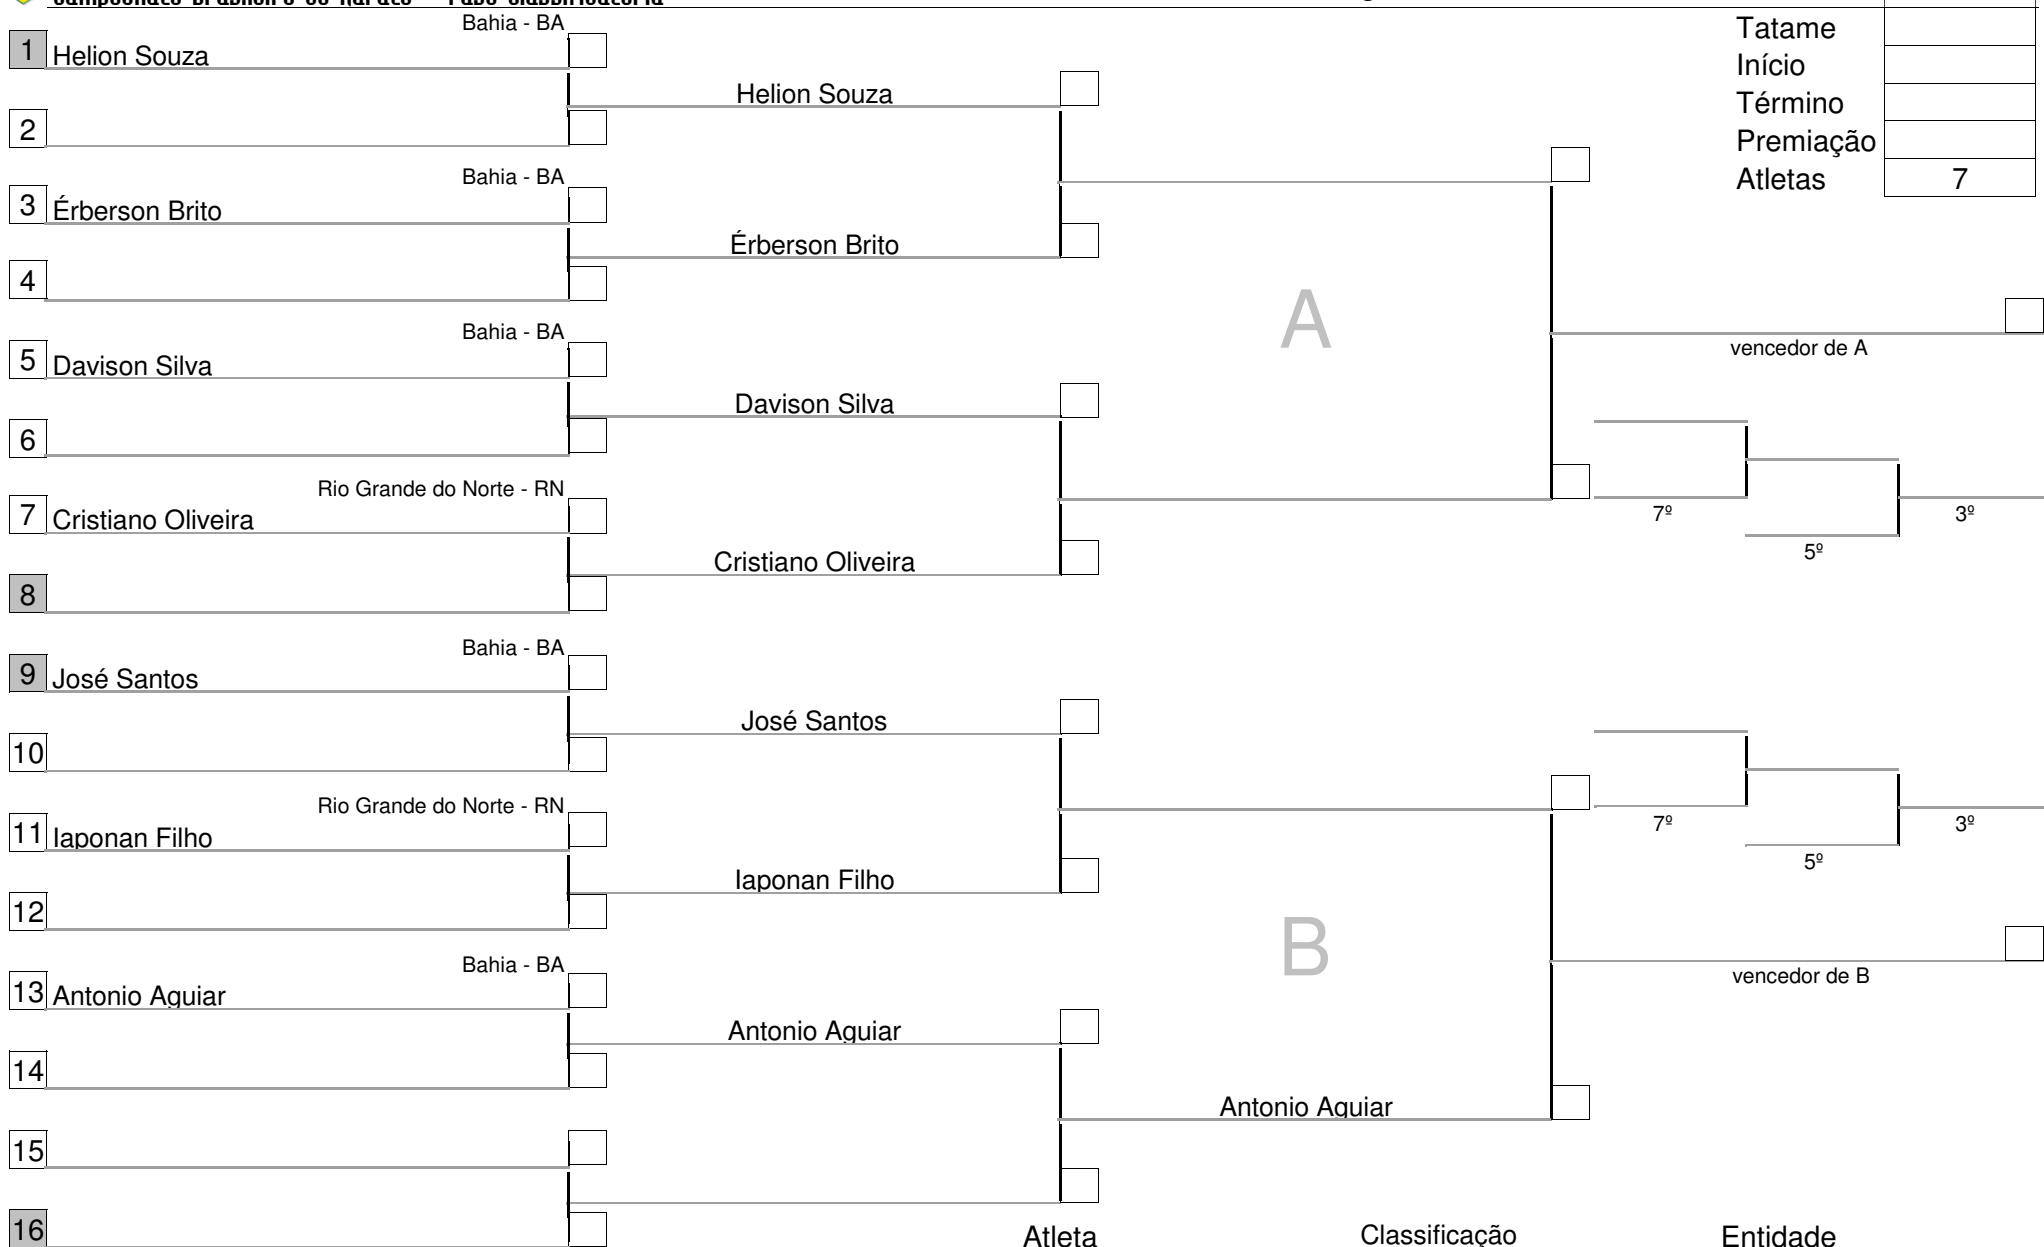 Tatame
Início
Término
Premiação
Atletas 7
Bahia - BA
1 Helion Souza
Helion Souza
2
Bahia - BA
3 Érberson Brito
Érberson Brito
4
A
Bahia - BA
5 Davison Silva
vencedor de A
Davison Silva
6
Rio Grande do Norte - RN
7 Cristiano Oliveira
7º
3º
5º
Cristiano Oliveira
8
Bahia - BA
9 José Santos
José Santos
10
Rio Grande do Norte - RN
11 Iaponan Filho
7º
3º
5º
Iaponan Filho
12
B
Bahia - BA
13 Antonio Aguiar
vencedor de B
Antonio Aguiar
14
Antonio Aguiar
15
16
Atleta Classificação Entidade